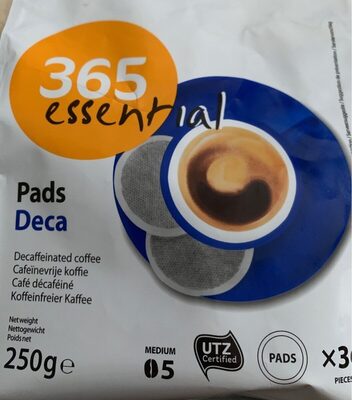 365
essential
Pads
Deca
Decaffeinated coffee
Cafeïnevrije koffie
Café décaféiné
Koffeinfreier Kaffee
Net weight
Nettogewicht
Poids net
250g e
MEDIUM
5
UTZ
Certified
PADS
PIECES